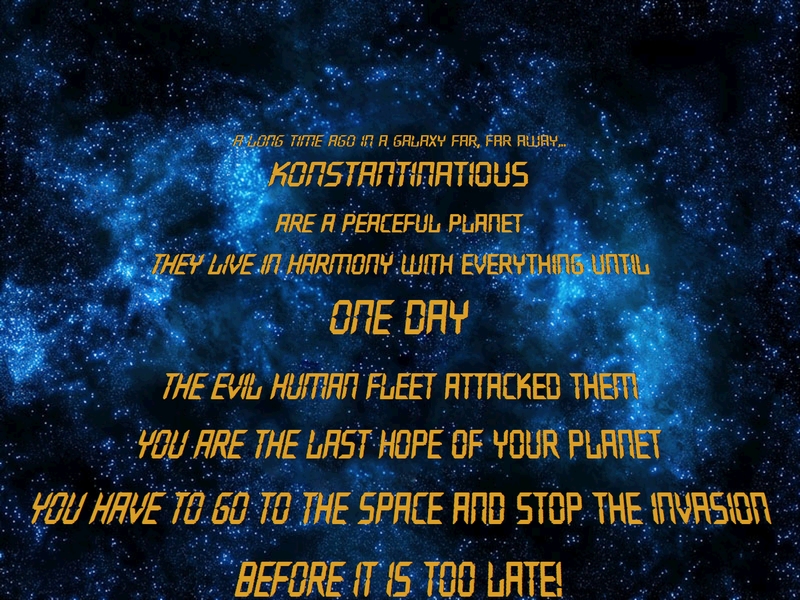 A LONG TIME AGO IN A GALAXY FAR, FAR AWAY...
KONSTANTINATIOUS
ARE A PEACEFUL PLANET
THEY LIVE IN HARMONY WITH EVERYTHING UNTIL
ONE DAY
THE EVIL HUMAN FLEET ATTACKED THEM
YOU ARE THE LAST HOPE OF YOUR PLANET
YOU HAVE TO GO TO THE SPACE AND STOP THE INVASION
BEFORE IT IS TOO LATE!